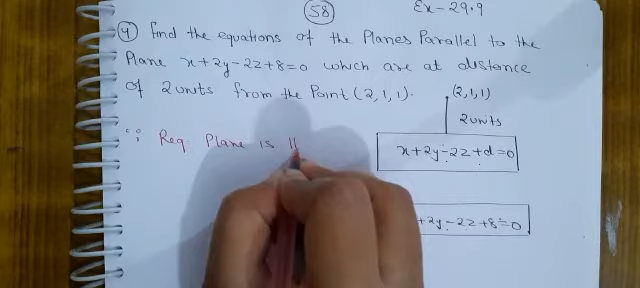 58
Ex-29.9
④ find the equations of the Planes Parallel to the
Plane x+2y-2z+8=0 which are at distance
of 2 units from the Point (2,1,1).
(2,1,1)
2 units
∵ Req. Plane is ||
x+2y-2z+d=0
+2y-2z+8=0